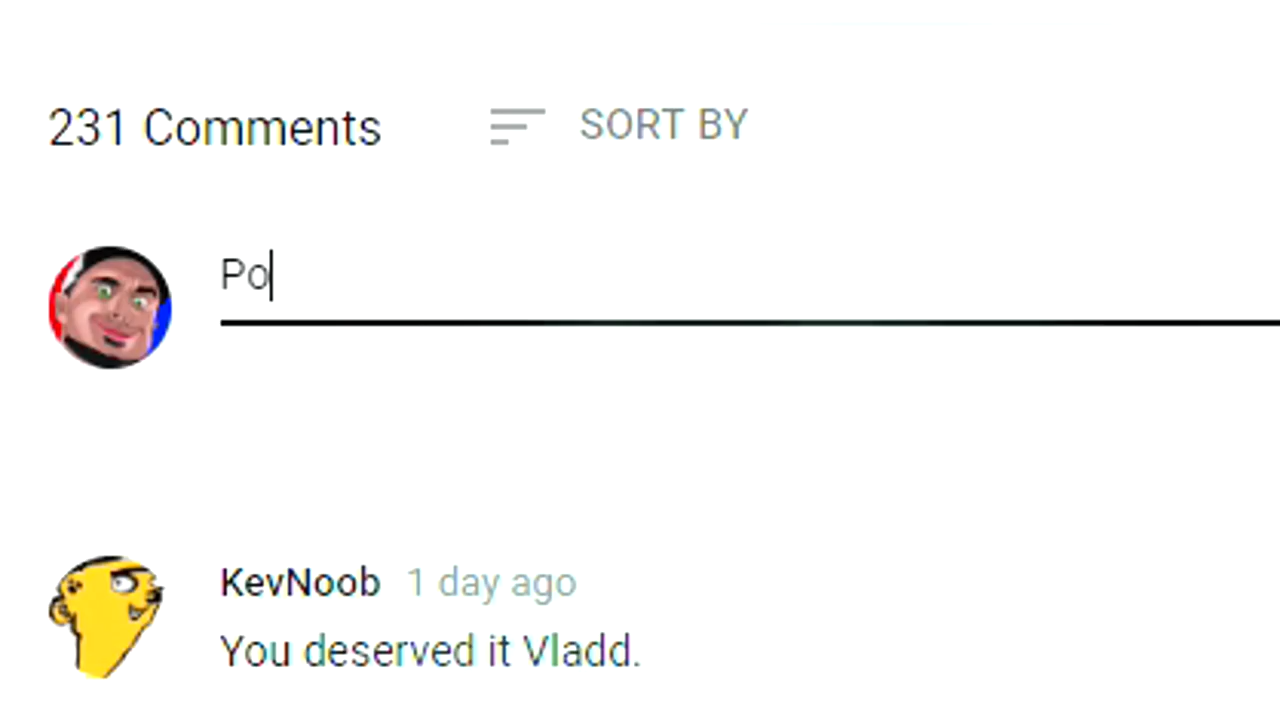 231 Comments SORT BY
Po
KevNoob 1 day ago
You deserved it Vladd.